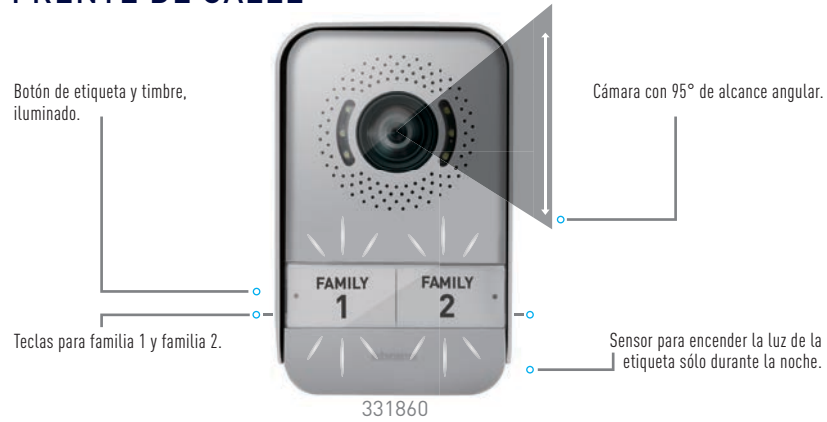 FRENTE DE CALLE
Botón de etiqueta y timbre,
iluminado.
Cámara con 95° de alcance angular.
FAMILY
1
FAMILY
2
Teclas para familia 1 y familia 2.
Sensor para encender la luz de la
etiqueta sólo durante la noche.
331860